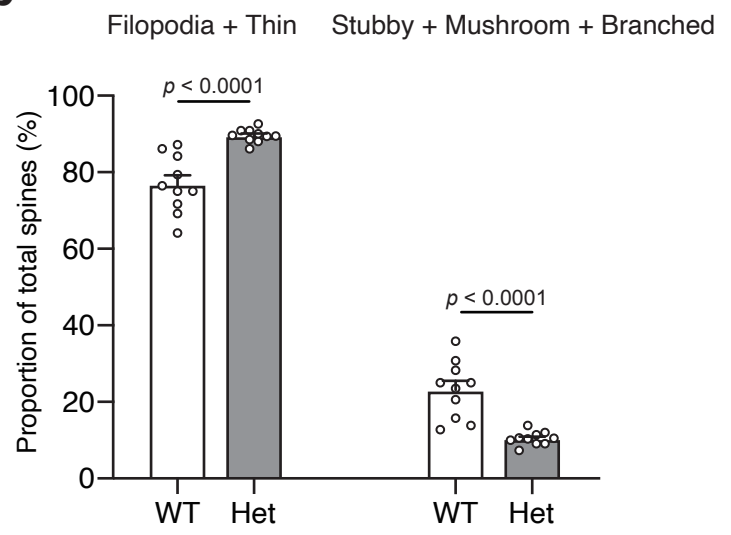 Filopodia + Thin
Stubby + Mushroom + Branched
Proportion of total spines (%)
100
80
60
40
20
0
p < 0.0001
p < 0.0001
WT
Het
WT
Het